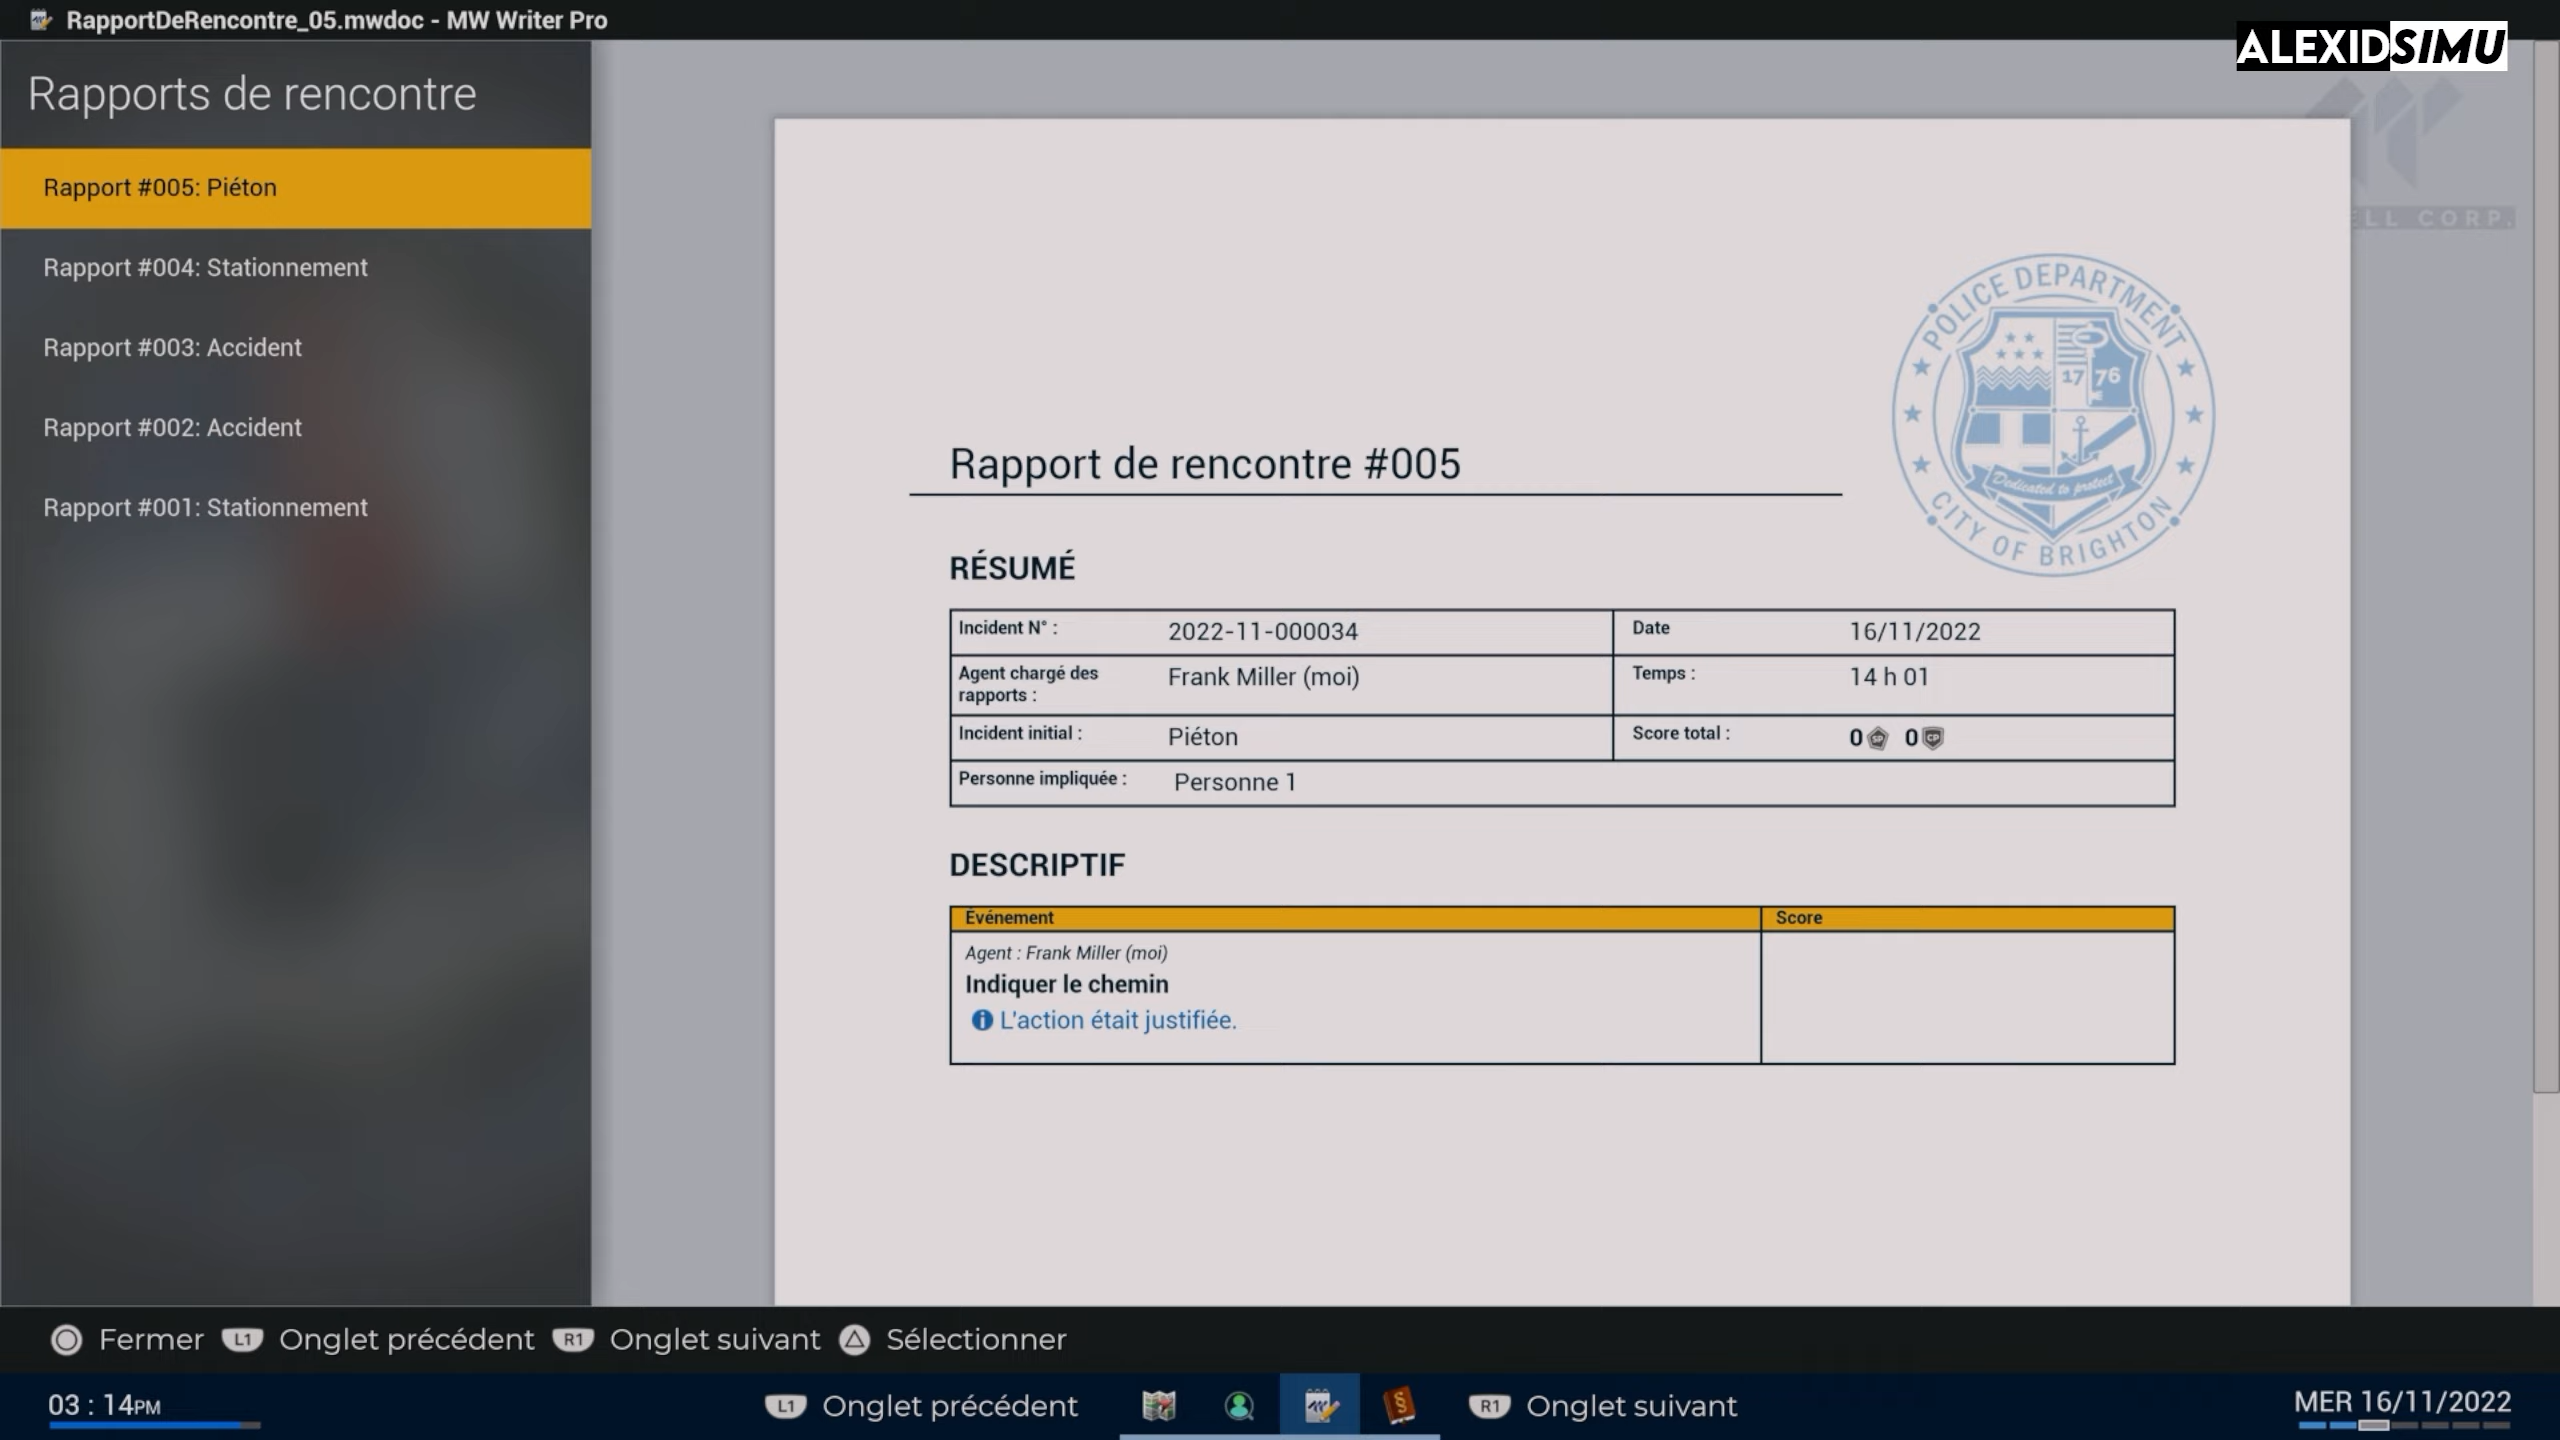 RapportDeRencontre_05.mwdoc - MW Writer Pro
ALEXIDSIMU
Rapports de rencontre
Rapport #005: Piéton
Rapport #004: Stationnement
Rapport #003: Accident
Rapport #002: Accident
Rapport #001: Stationnement
ELL CORP.
POLICE DEPARTMENT
17 76
Dedicated to protect
CITY OF BRIGHTON
Rapport de rencontre #005
RÉSUMÉ
Incident N° : 2022-11-000034 Date 16/11/2022
Agent chargé des rapports : Frank Miller (moi) Temps : 14 h 01
Incident initial : Piéton Score total : 0 SP 0 CP
Personne impliquée : Personne 1
DESCRIPTIF
Événement Score
Agent : Frank Miller (moi)
Indiquer le chemin
L'action était justifiée.
Fermer L1 Onglet précédent R1 Onglet suivant Sélectionner
03 : 14PM L1 Onglet précédent § R1 Onglet suivant MER 16/11/2022